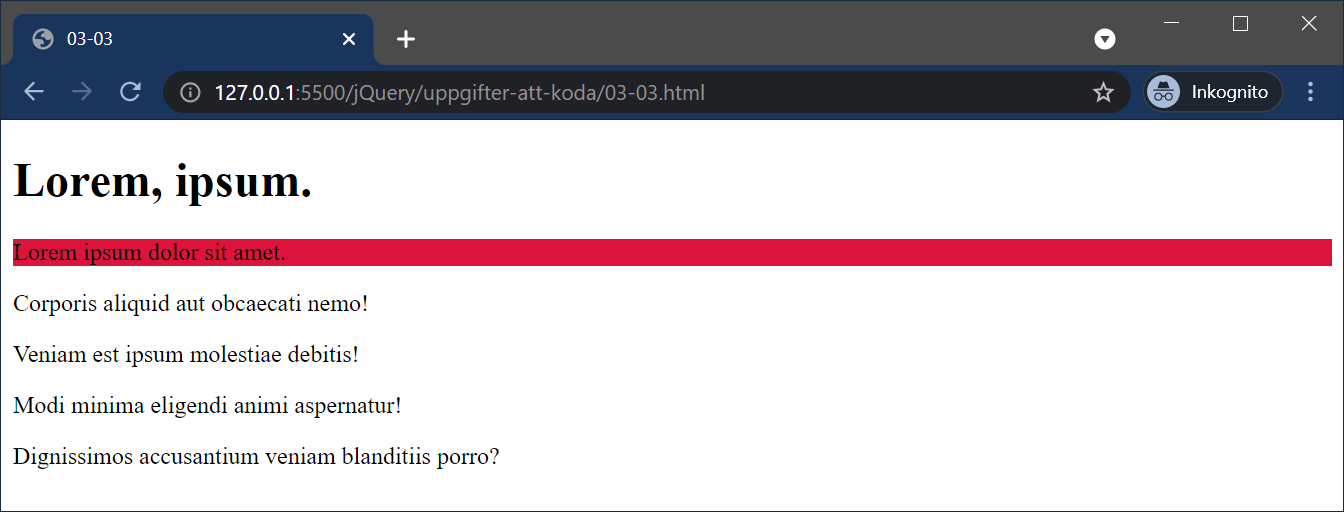 03-03
127.0.0.1:5500/jQuery/uppgifter-att-koda/03-03.html
Inkognito
Lorem, ipsum.
Lorem ipsum dolor sit amet.
Corporis aliquid aut obcaecati nemo!
Veniam est ipsum molestiae debitis!
Modi minima eligendi animi aspernatur!
Dignissimos accusantium veniam blanditiis porro?